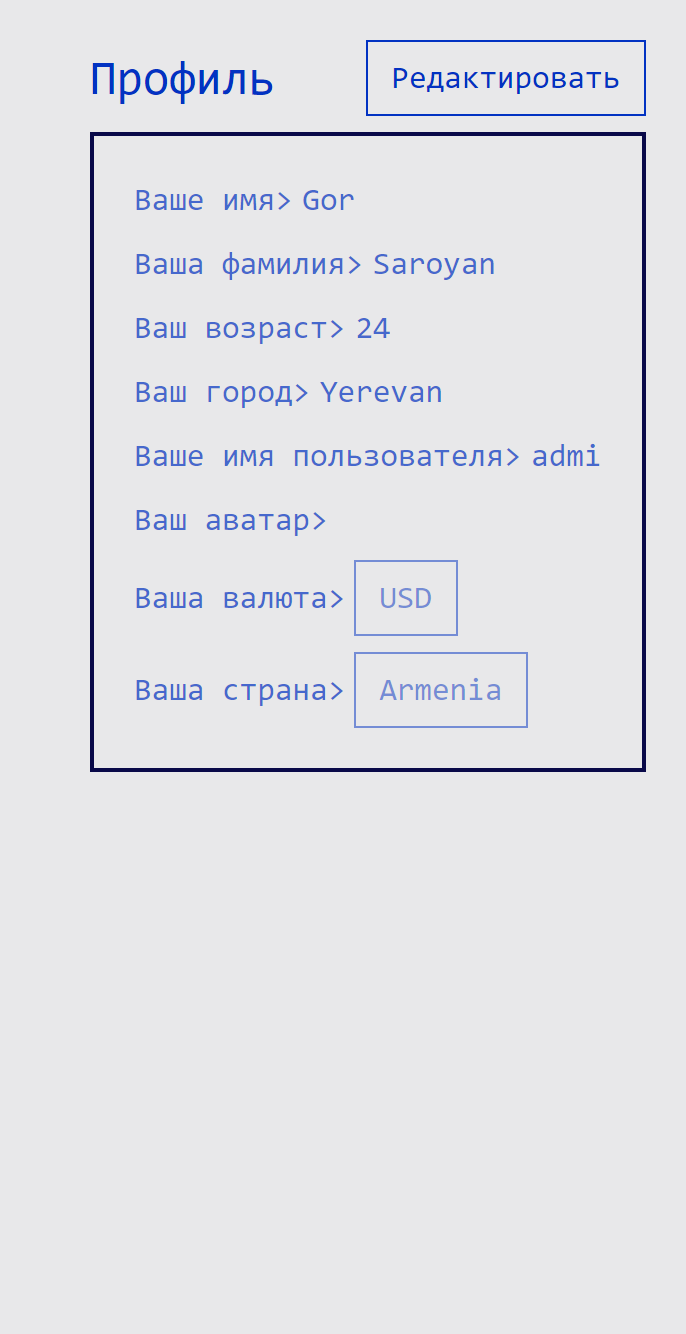 Профиль
Редактировать
Ваше имя> Gor
Ваша фамилия> Saroyan
Ваш возраст> 24
Ваш город> Yerevan
Ваше имя пользователя> admi
Ваш аватар>
Ваша валюта> USD
Ваша страна> Armenia